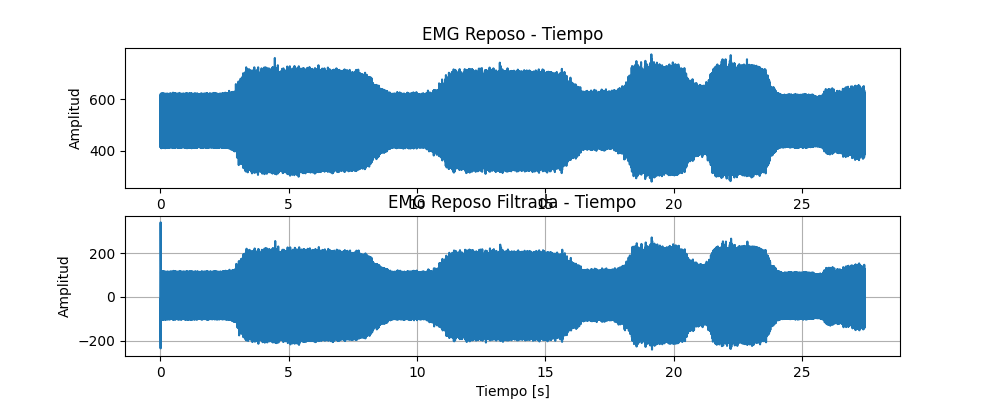 EMG Reposo - Tiempo
Amplitud
600
400
0 5 10 15 20 25
EMG Reposo Filtrada - Tiempo
Amplitud
200
0
−200
0 5 10 15 20 25
Tiempo [s]